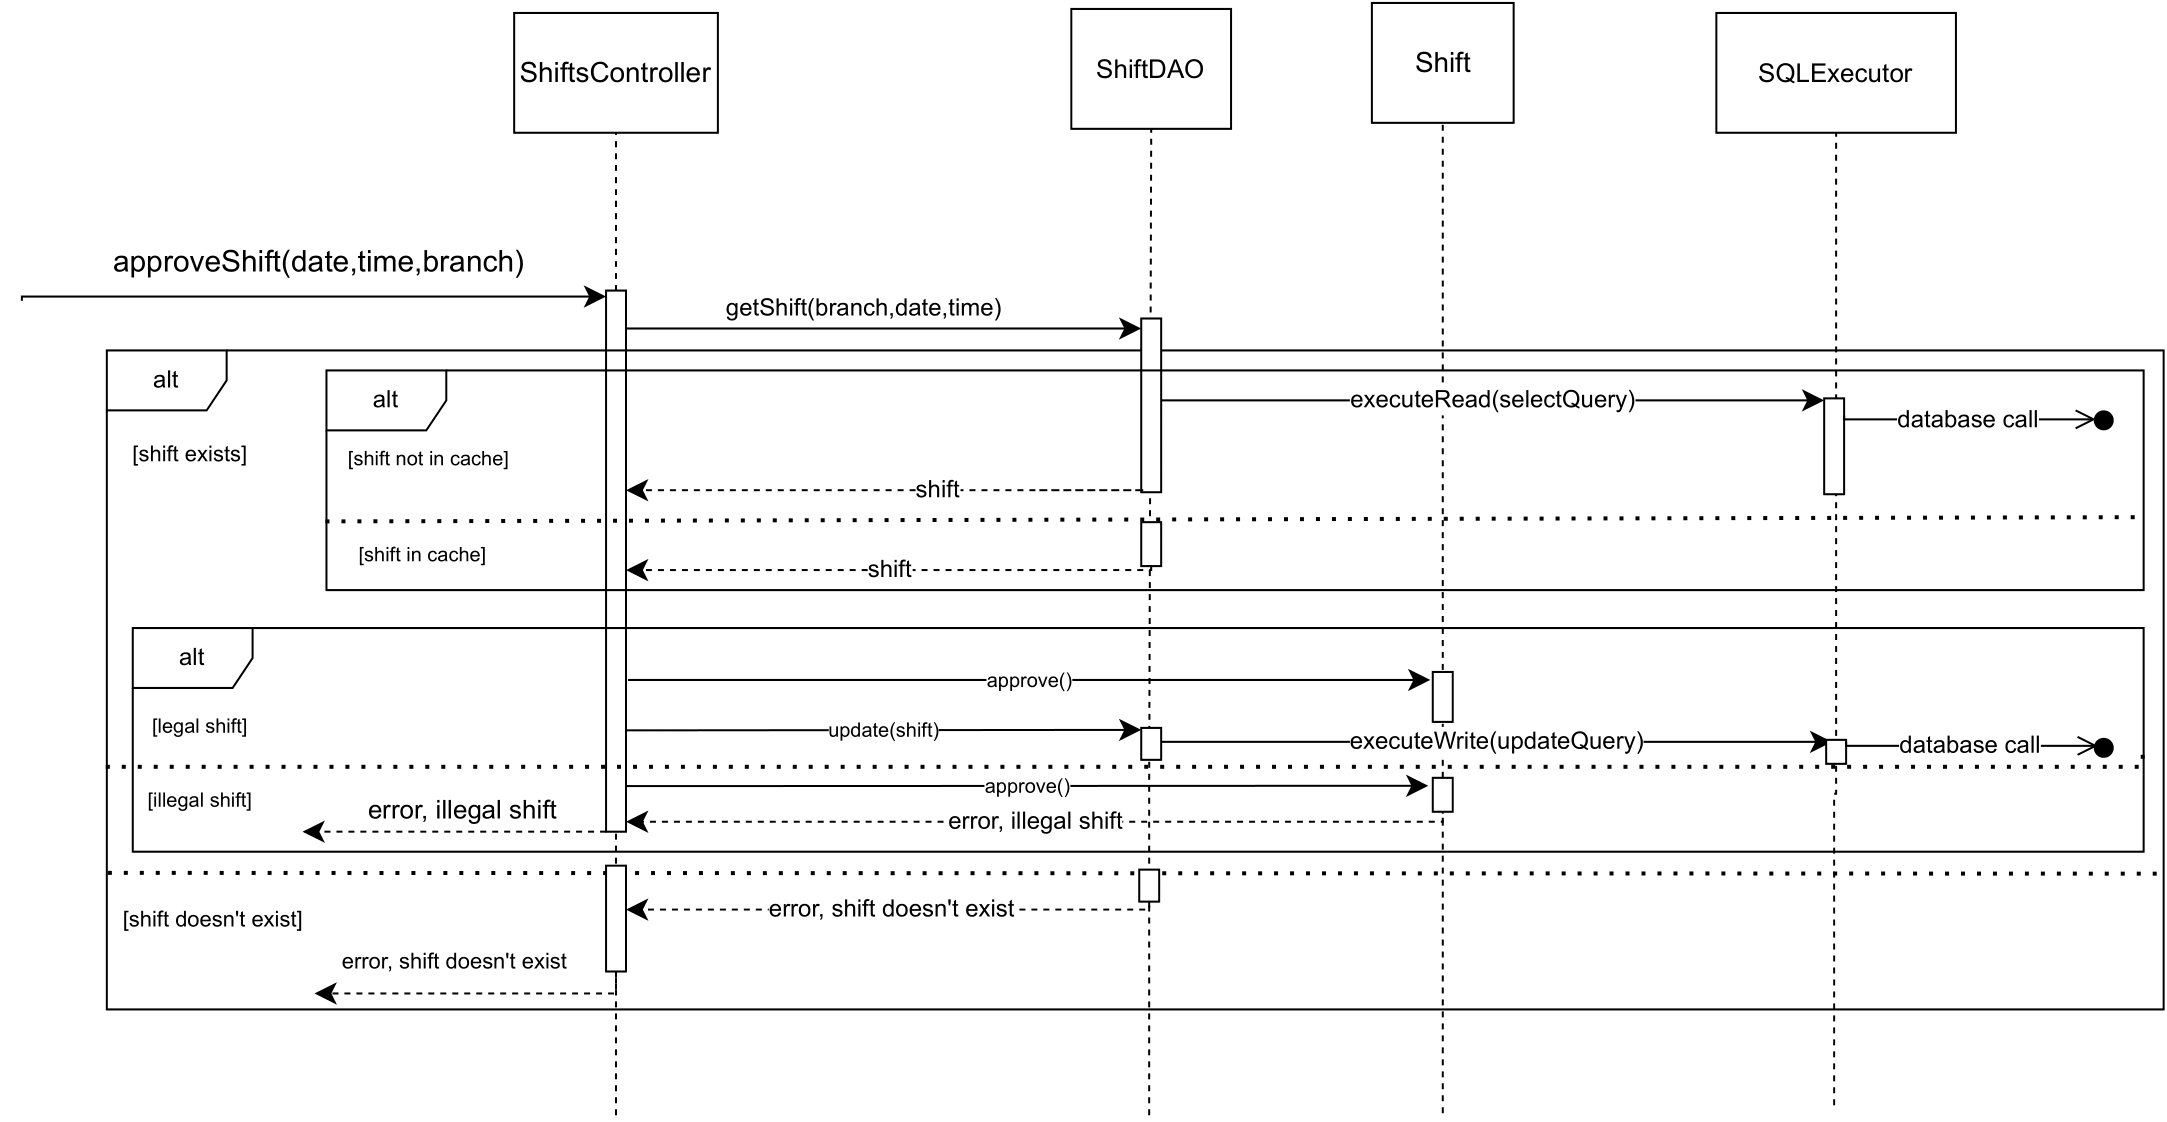 ShiftsController
ShiftDAO
Shift
SQLExecutor
approveShift(date,time,branch)
getShift(branch,date,time)
alt
alt
executeRead(selectQuery)
database call
[shift exists]
[shift not in cache]
shift
[shift in cache]
shift
alt
approve()
[legal shift]
update(shift)
executeWrite(updateQuery)
database call
[illegal shift]
approve()
error, illegal shift
error, illegal shift
[shift doesn't exist]
error, shift doesn't exist
error, shift doesn't exist